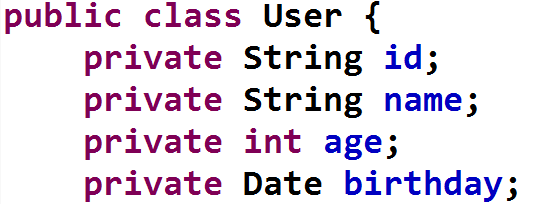 public class User {
    private String id;
    private String name;
    private int age;
    private Date birthday;